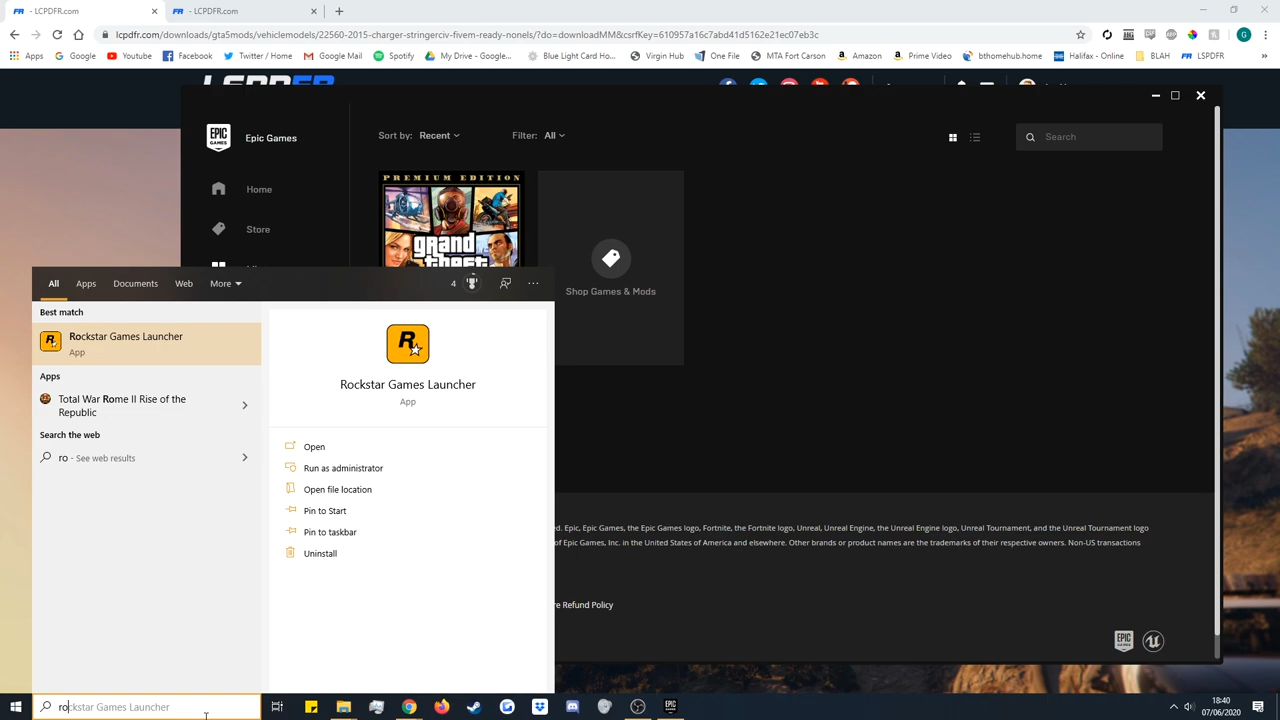 - LCPDFR.com
- LCPDFR.com
lcpdfr.com/downloads/gta5mods/vehiclemodels/22560-2015-charger-stringerciv-fivem-ready-nonels/?do=downloadMM&csrfKey=610957a16c7abd41d5162e21ec07eb3c
Apps Google Youtube Facebook Twitter / Home Google Mail Spotify My Drive - Google... Blue Light Card Ho... Virgin Hub One File MTA Fort Carson Amazon Prime Video bthomehub.home Halifax - Online BLAH LSPDFR
EPIC GAMES Epic Games
Sort by: Recent Filter: All Search
Home
Store
PREMIUM EDITION
grand
theft
Shop Games & Mods
All Apps Documents Web More 4
Best match
Rockstar Games Launcher
App
Apps
Total War Rome II Rise of the
Republic
Search the web
ro - See web results
Rockstar Games Launcher
App
Open
Run as administrator
Open file location
Pin to Start
Pin to taskbar
Uninstall
ed. Epic, Epic Games, the Epic Games logo, Fortnite, the Fortnite logo, Unreal, Unreal Engine, the Unreal Engine logo, Unreal Tournament, and the Unreal Tournament logo
of Epic Games, Inc. in the United States of America and elsewhere. Other brands or product names are the trademarks of their respective owners. Non-US transactions
re Refund Policy
EPIC GAMES
rockstar Games Launcher
18:40
07/06/2020